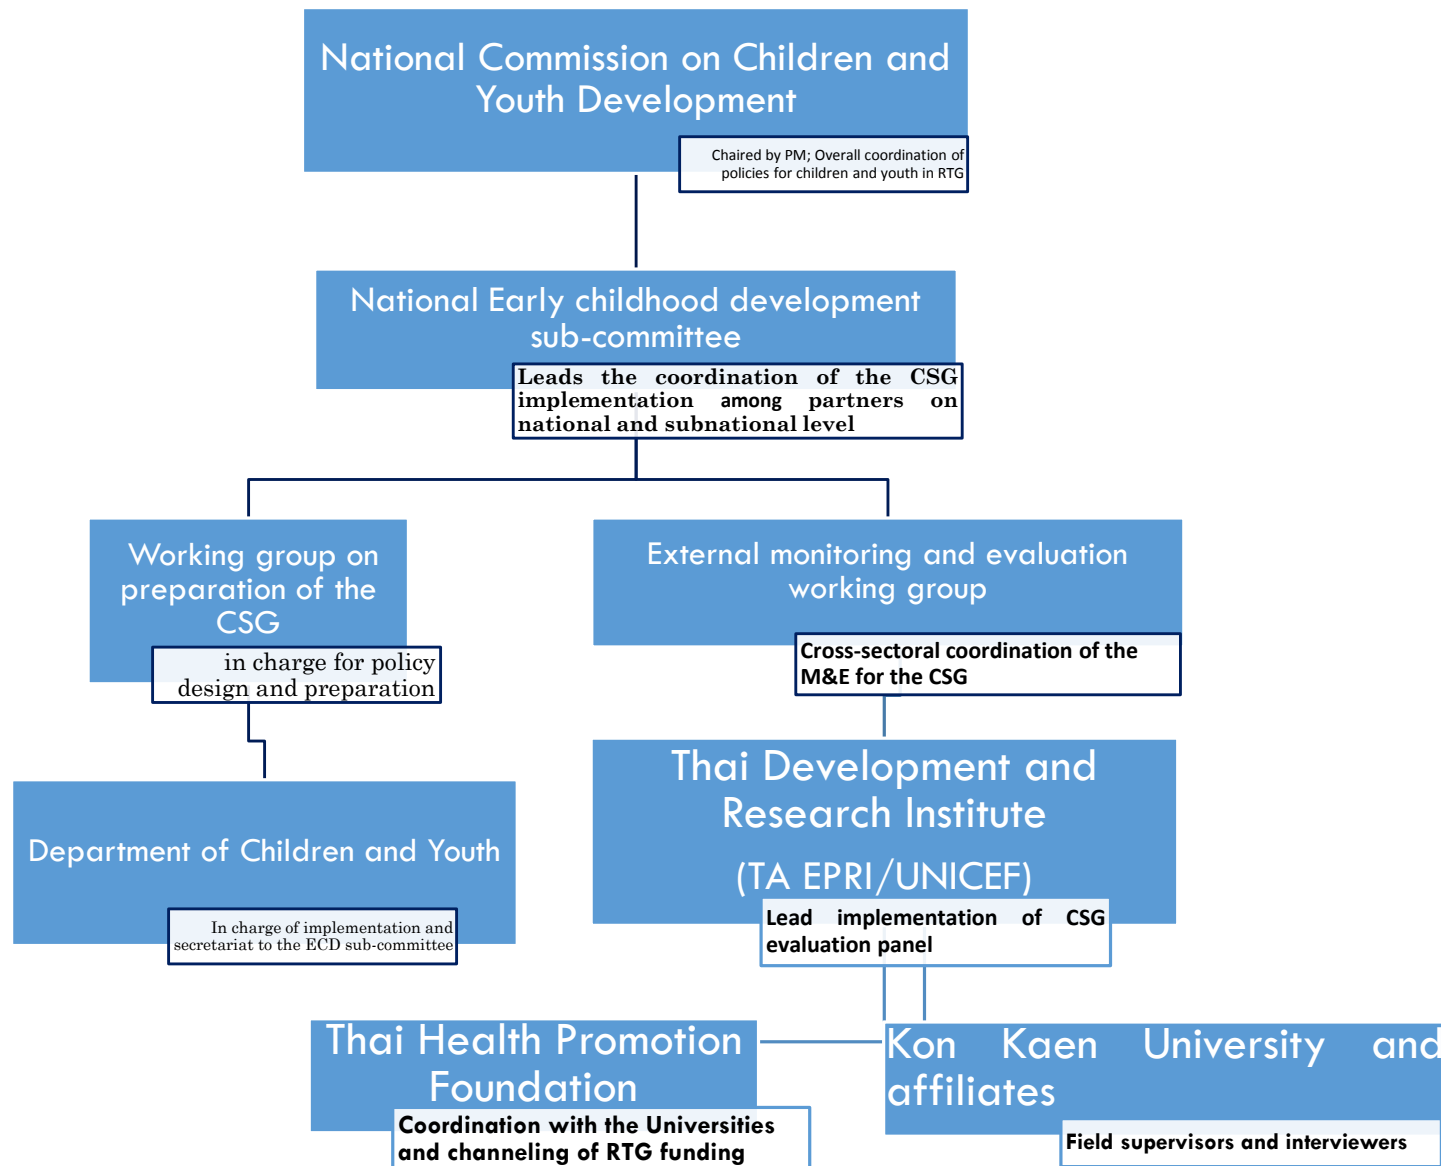 National Commission on Children and
Youth Development
Chaired by PM; Overall coordination of
policies for children and youth in RTG
National Early childhood development
sub-committee
Leads the coordination of the CSG
implementation among partners on
national and subnational level
Working group on
preparation of the
CSG
in charge for policy
design and preparation
External monitoring and evaluation
working group
Cross-sectoral coordination of the
M&E for the CSG
Department of Children and Youth
In charge of implementation and
secretariat to the ECD sub-committee
Thai Development and
Research Institute
(TA EPRI/UNICEF)
Lead implementation of CSG
evaluation panel
Thai Health Promotion
Foundation
Coordination with the Universities
and channeling of RTG funding
Kon Kaen University and
affiliates
Field supervisors and interviewers